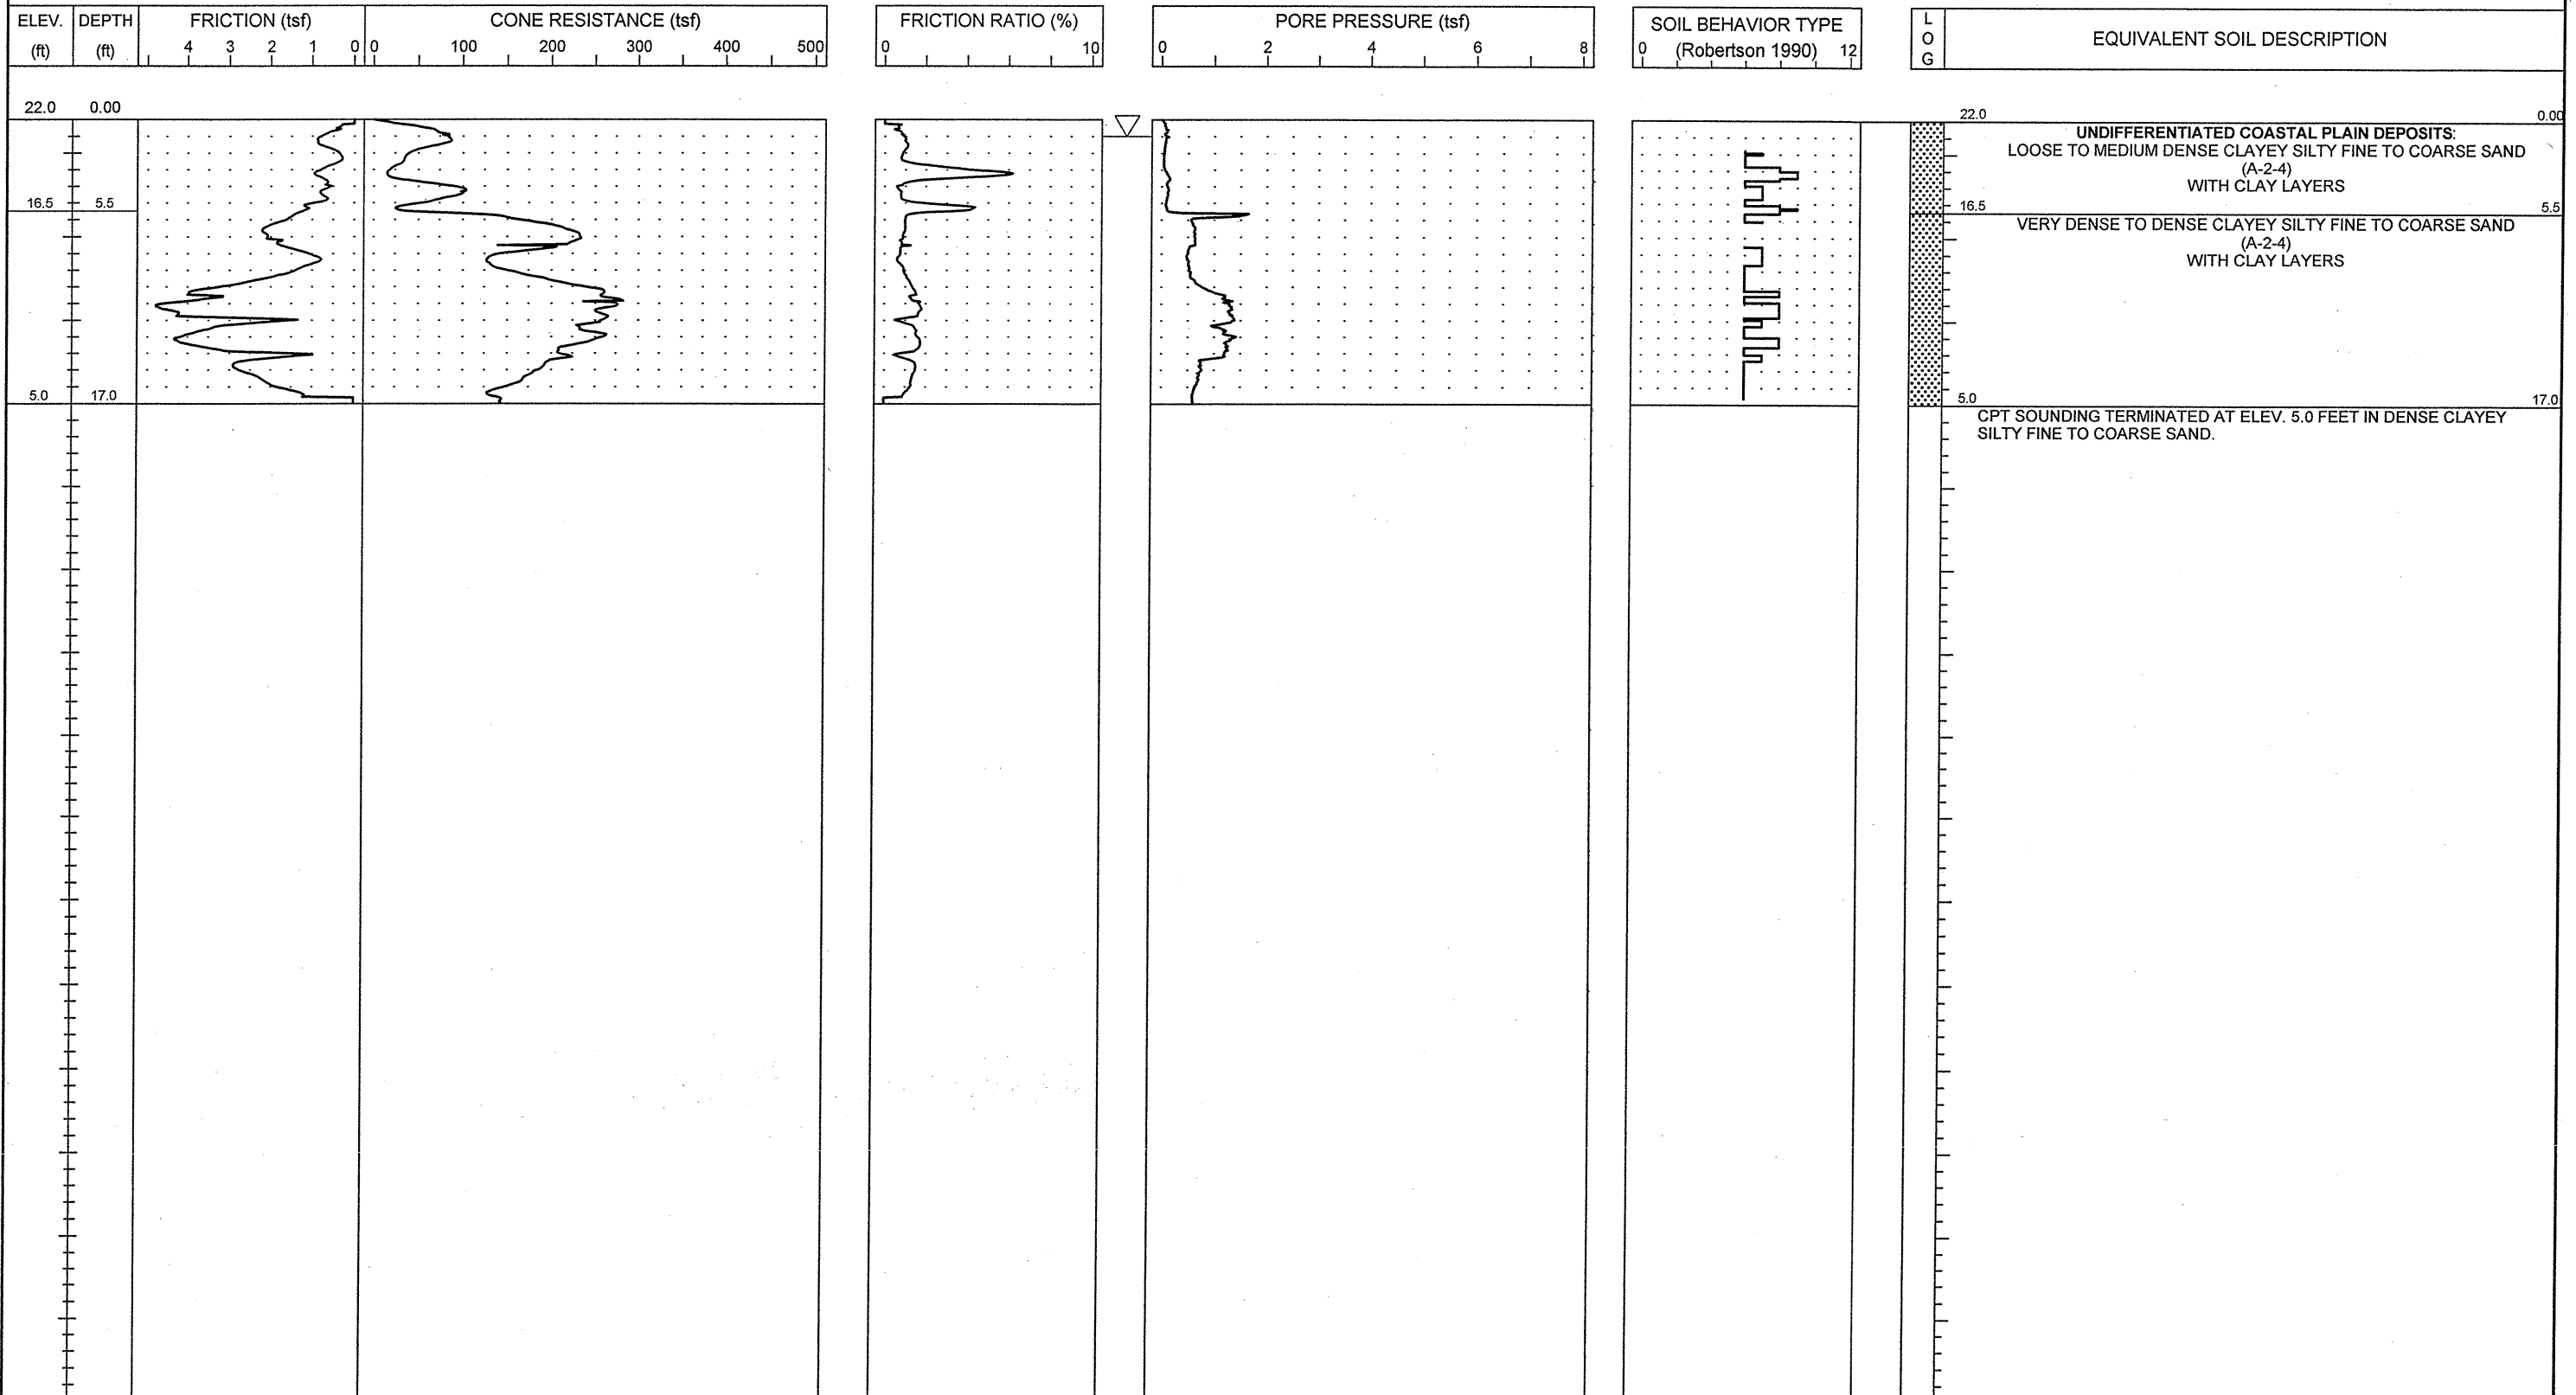 ELEV. DEPTH FRICTION (tsf) CONE RESISTANCE (tsf) FRICTION RATIO (%) PORE PRESSURE (tsf) SOIL BEHAVIOR TYPE L
(ft) (ft) 4 3 2 1 0 0 100 200 300 400 500 0 10 0 2 4 6 8 0 (Robertson 1990) 12 O EQUIVALENT SOIL DESCRIPTION
G
22.0 0.00
22.0 0.00
UNDIFFERENTIATED COASTAL PLAIN DEPOSITS:
LOOSE TO MEDIUM DENSE CLAYEY SILTY FINE TO COARSE SAND
(A-2-4)
WITH CLAY LAYERS
16.5 5.5
16.5 5.5
VERY DENSE TO DENSE CLAYEY SILTY FINE TO COARSE SAND
(A-2-4)
WITH CLAY LAYERS
5.0 17.0
5.0 17.0
CPT SOUNDING TERMINATED AT ELEV. 5.0 FEET IN DENSE CLAYEY
SILTY FINE TO COARSE SAND.